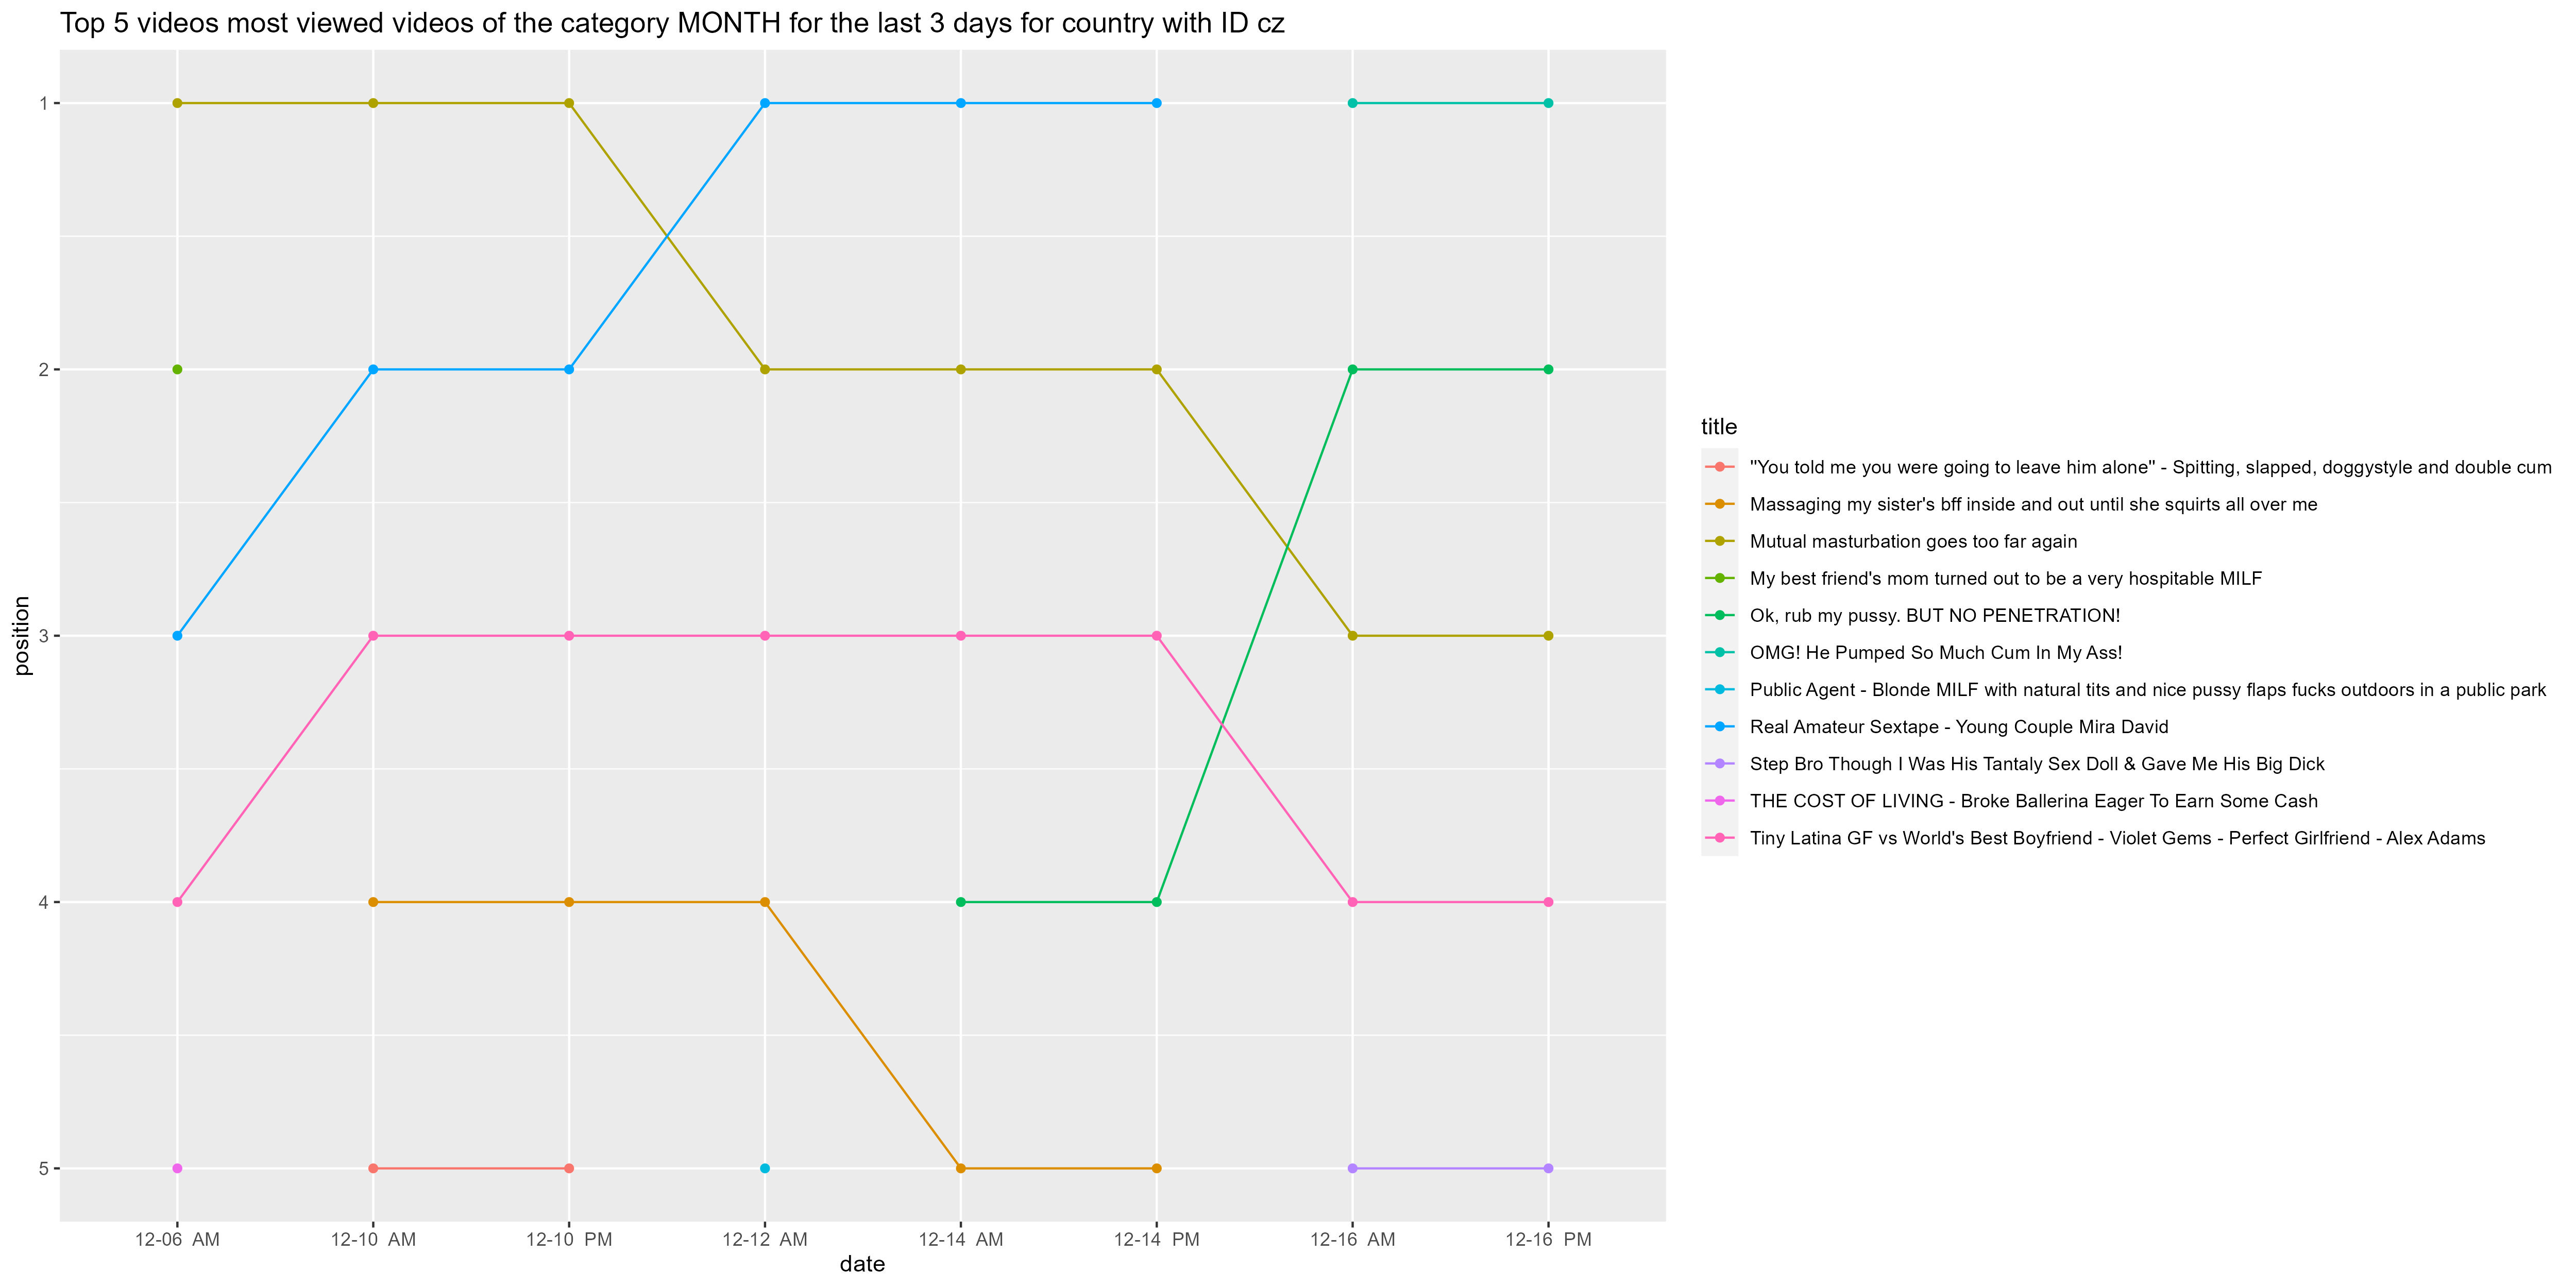 Top 5 videos most viewed videos of the category MONTH for the last 3 days for country with ID cz
position
1
2
3
4
5
12-06 AM
12-10 AM
12-10 PM
12-12 AM
12-14 AM
12-14 PM
12-16 AM
12-16 PM
date
title
"You told me you were going to leave him alone" - Spitting, slapped, doggystyle and double cum
Massaging my sister's bff inside and out until she squirts all over me
Mutual masturbation goes too far again
My best friend's mom turned out to be a very hospitable MILF
Ok, rub my pussy. BUT NO PENETRATION!
OMG! He Pumped So Much Cum In My Ass!
Public Agent - Blonde MILF with natural tits and nice pussy flaps fucks outdoors in a public park
Real Amateur Sextape - Young Couple Mira David
Step Bro Though I Was His Tantaly Sex Doll & Gave Me His Big Dick
THE COST OF LIVING - Broke Ballerina Eager To Earn Some Cash
Tiny Latina GF vs World's Best Boyfriend - Violet Gems - Perfect Girlfriend - Alex Adams